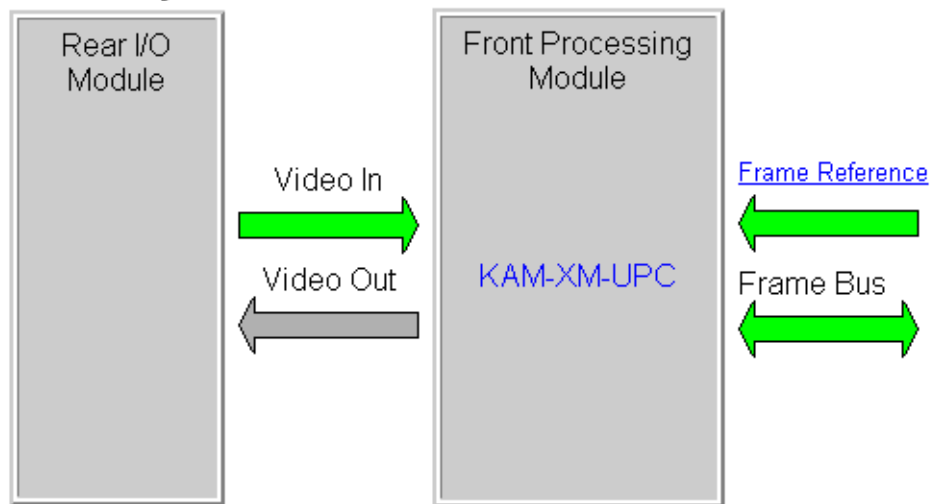 Rear I/O
Module
Front Processing
Module
Video In
Frame Reference
Video Out
KAM-XM-UPC
Frame Bus